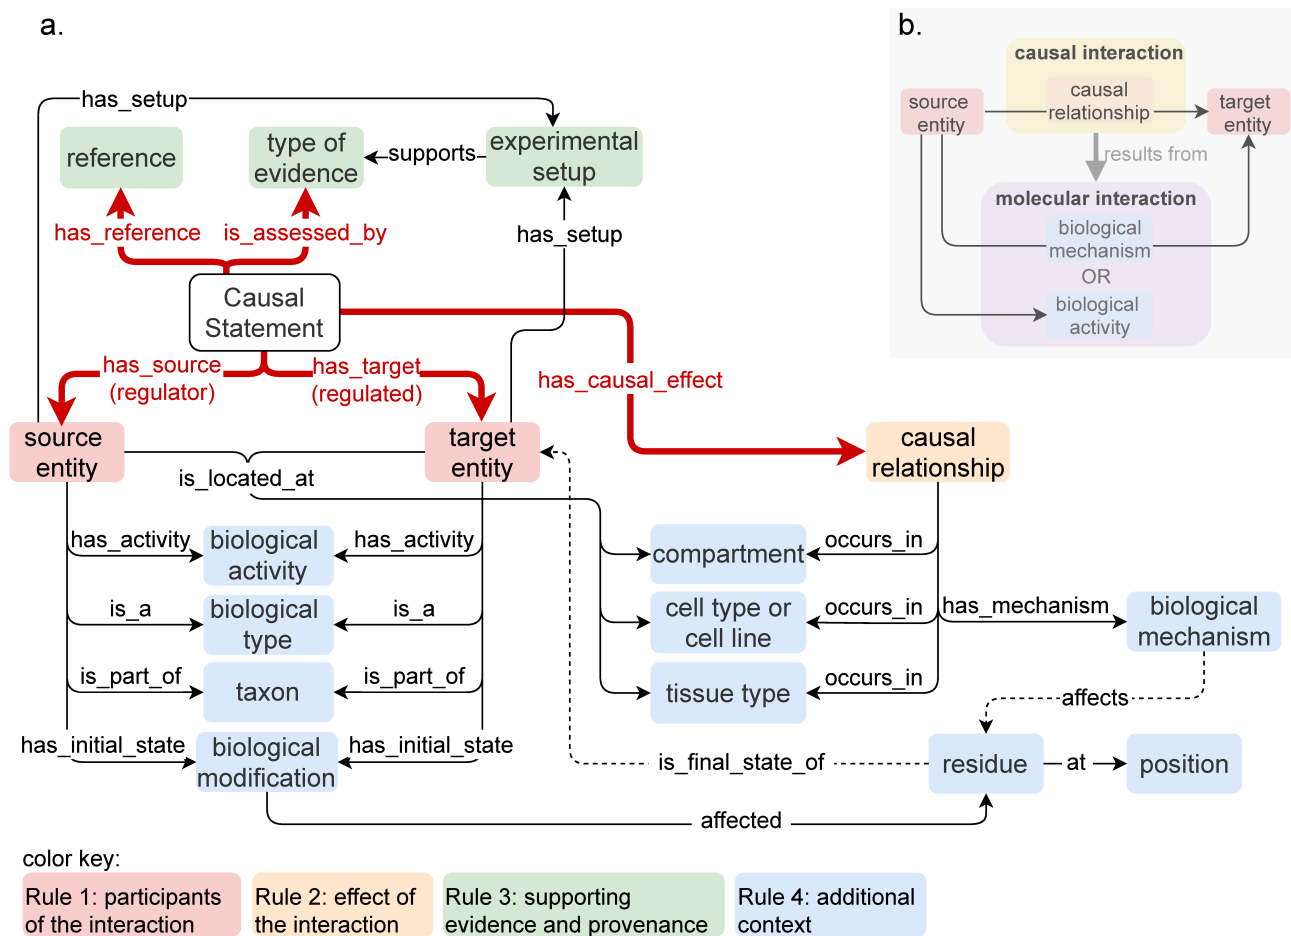 a.
has_setup
reference
type of
evidence
supports
experimental
setup
has_reference
is_assessed_by
has_setup
Causal
Statement
has_source
(regulator)
has_target
(regulated)
has_causal_effect
source
entity
target
entity
causal
relationship
is_located_at
has_activity
biological
activity
has_activity
compartment
occurs_in
is_a
biological
type
is_a
cell type or
cell line
occurs_in
has_mechanism
biological
mechanism
is_part_of
taxon
is_part_of
tissue type
occurs_in
affects
has_initial_state
biological
modification
has_initial_state
is_final_state_of
residue
at
position
affected
color key:
Rule 1: participants
of the interaction
Rule 2: effect of
the interaction
Rule 3: supporting
evidence and provenance
Rule 4: additional
context
b.
causal interaction
source
entity
causal
relationship
target
entity
results from
molecular interaction
biological
mechanism
OR
biological
activity